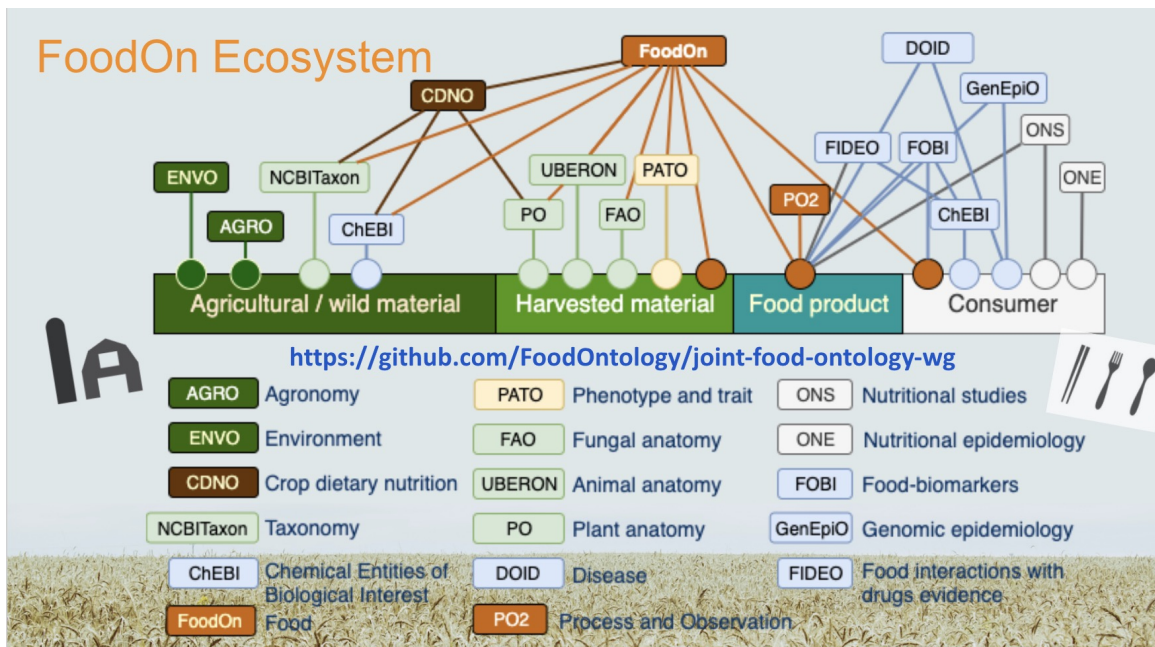 FoodOn Ecosystem
FoodOn
DOID
CDNO
GenEpiO
ONS
FIDEO
FOBI
ENVO
NCBITaxon
UBERON
PATO
ONE
PO2
AGRO
ChEBI
PO
FAO
ChEBI
Agricultural / wild material
Harvested material
Food product
Consumer
https://github.com/FoodOntology/joint-food-ontology-wg
AGRO Agronomy
ENVO Environment
CDNO Crop dietary nutrition
NCBITaxon Taxonomy
ChEBI Chemical Entities of
Biological Interest
FoodOn Food
PATO Phenotype and trait
FAO Fungal anatomy
UBERON Animal anatomy
PO Plant anatomy
DOID Disease
PO2 Process and Observation
ONS Nutritional studies
ONE Nutritional epidemiology
FOBI Food-biomarkers
GenEpiO Genomic epidemiology
FIDEO Food interactions with
drugs evidence